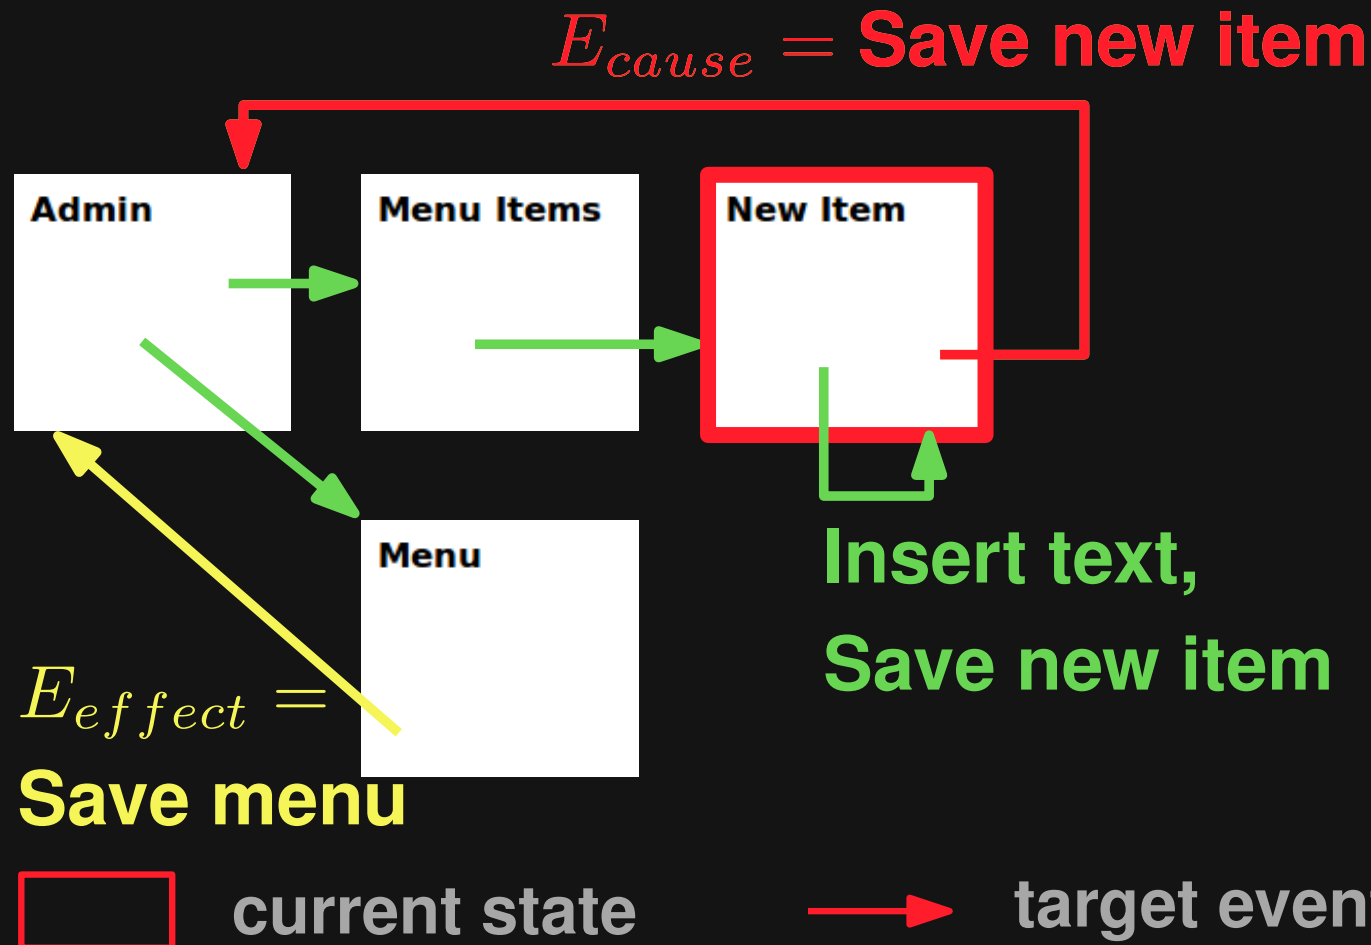 E_cause = Save new item
Admin
Menu Items
New Item
Menu
Insert text,
Save new item
E_effect =
Save menu
current state
target event